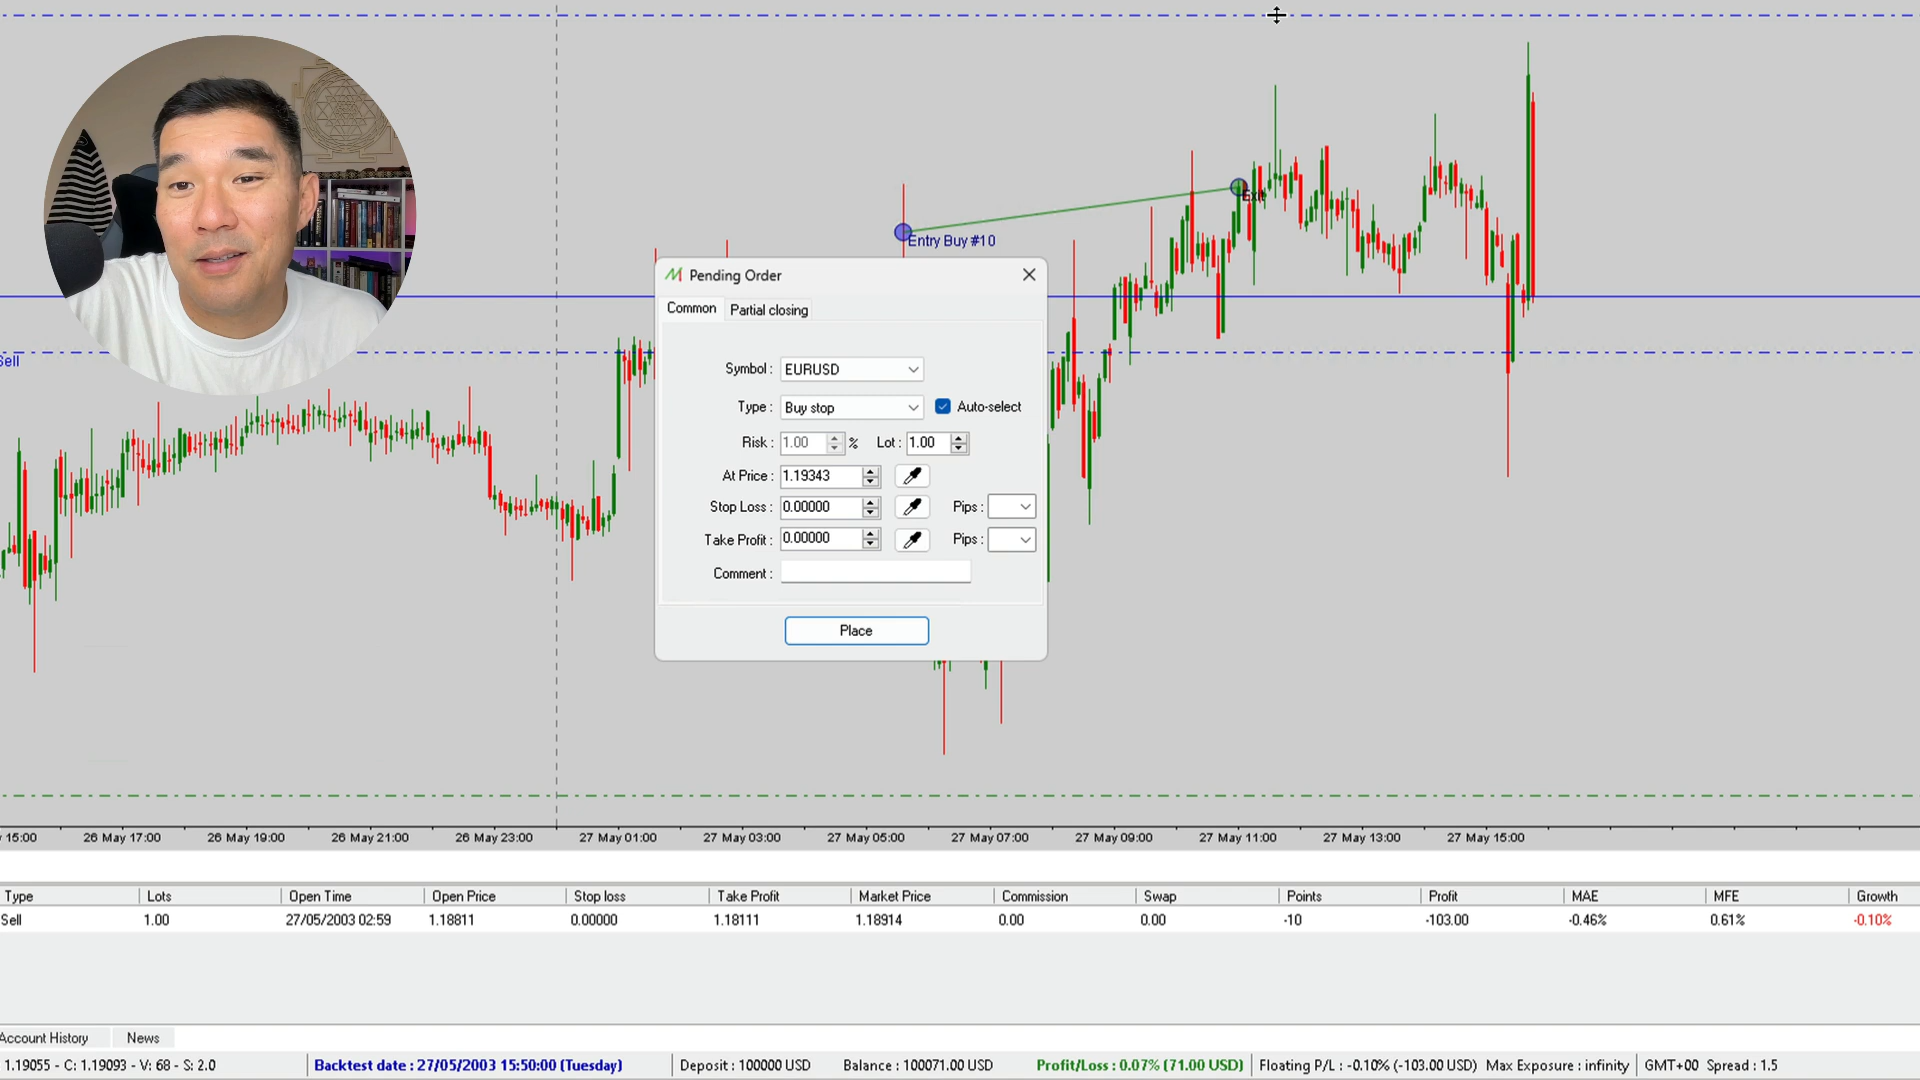 Exit
Entry Buy #10
Sell
Pending Order
Common Partial closing
Symbol : EURUSD
Type : Buy stop Auto-select
Risk : 1.00 % Lot : 1.00
At Price : 1.19343
Stop Loss : 0.00000 Pips :
Take Profit : 0.00000 Pips :
Comment :
Place
15:00 26 May 17:00 26 May 19:00 26 May 21:00 26 May 23:00 27 May 01:00 27 May 03:00 27 May 05:00 27 May 07:00 27 May 09:00 27 May 11:00 27 May 13:00 27 May 15:00
Type Lots Open Time Open Price Stop loss Take Profit Market Price Commission Swap Points Profit MAE MFE Growth
Sell 1.00 27/05/2003 02:59 1.18811 0.00000 1.18111 1.18914 0.00 0.00 -10 -103.00 -0.46% 0.61% -0.10%
Account History News
1.19055 - C: 1.19093 - V: 68 - S: 2.0 Backtest date : 27/05/2003 15:50:00 (Tuesday) Deposit : 100000 USD Balance : 100071.00 USD Profit/Loss : 0.07% (71.00 USD) Floating P/L : -0.10% (-103.00 USD) Max Exposure : infinity GMT+00 Spread : 1.5